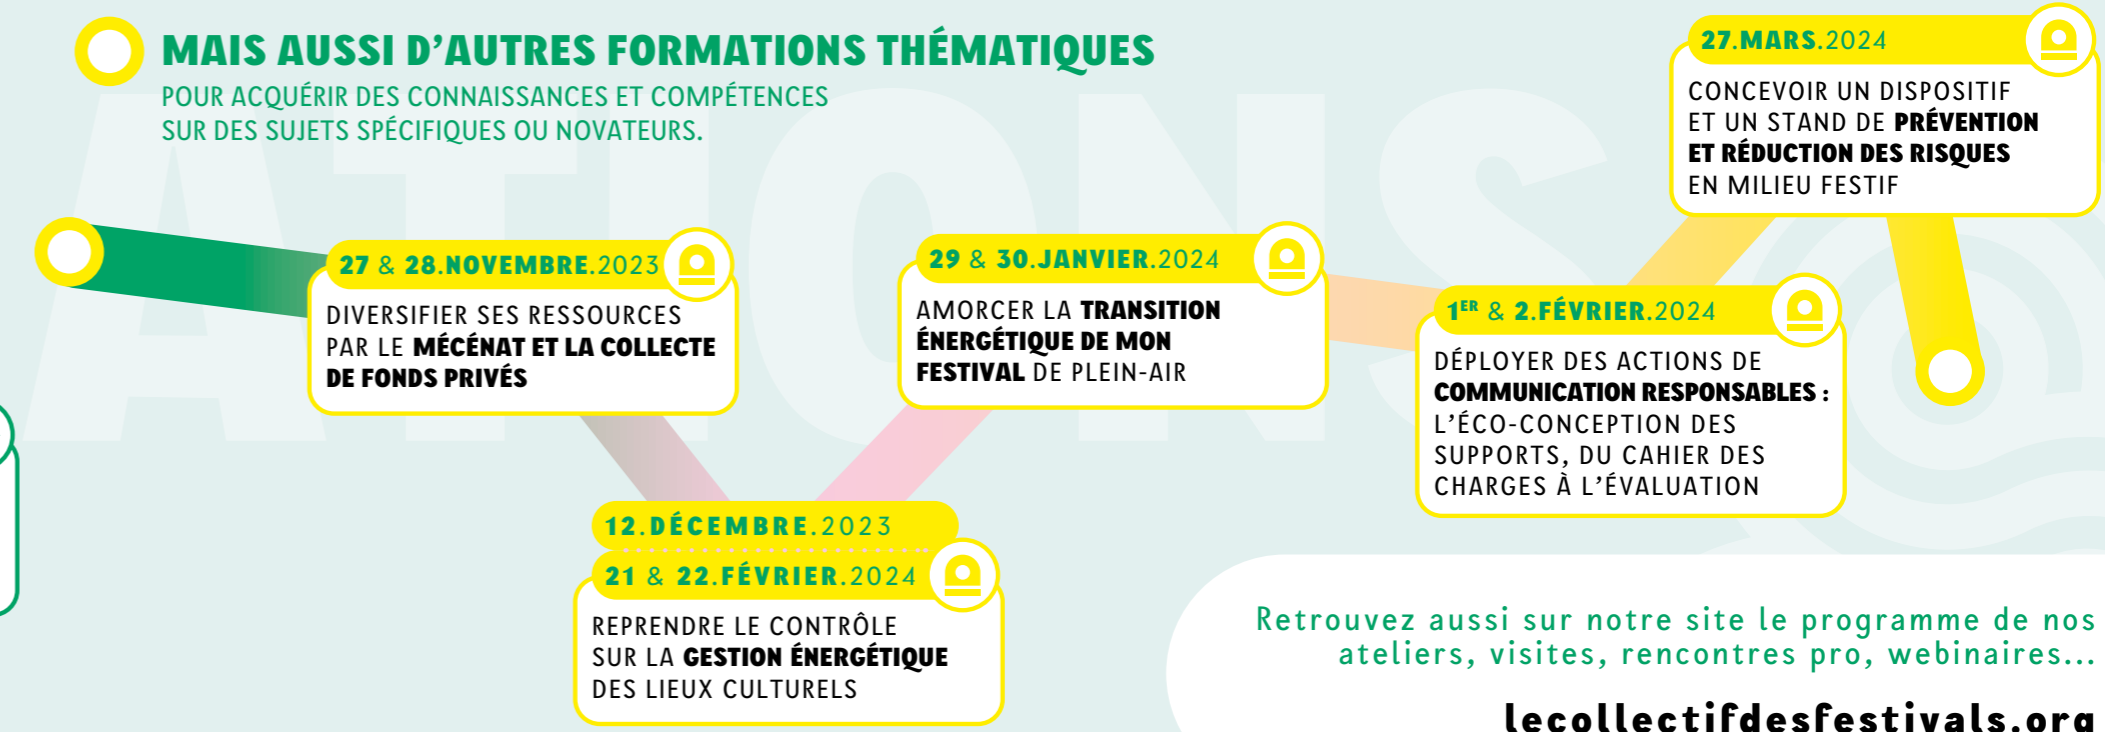 MAIS AUSSI D'AUTRES FORMATIONS THÉMATIQUES
POUR ACQUÉRIR DES CONNAISSANCES ET COMPÉTENCES
SUR DES SUJETS SPÉCIFIQUES OU NOVATEURS.
ATIONS
27 & 28.NOVEMBRE.2023
DIVERSIFIER SES RESSOURCES
PAR LE MÉCÉNAT ET LA COLLECTE
DE FONDS PRIVÉS
12.DÉCEMBRE.2023
21 & 22.FÉVRIER.2024
REPRENDRE LE CONTRÔLE
SUR LA GESTION ÉNERGÉTIQUE
DES LIEUX CULTURELS
29 & 30.JANVIER.2024
AMORCER LA TRANSITION
ÉNERGÉTIQUE DE MON
FESTIVAL DE PLEIN-AIR
1ER & 2.FÉVRIER.2024
DÉPLOYER DES ACTIONS DE
COMMUNICATION RESPONSABLES :
L'ÉCO-CONCEPTION DES
SUPPORTS, DU CAHIER DES
CHARGES À L'ÉVALUATION
27.MARS.2024
CONCEVOIR UN DISPOSITIF
ET UN STAND DE PRÉVENTION
ET RÉDUCTION DES RISQUES
EN MILIEU FESTIF
Retrouvez aussi sur notre site le programme de nos
ateliers, visites, rencontres pro, webinaires...
lecollectifdesfestivals.org